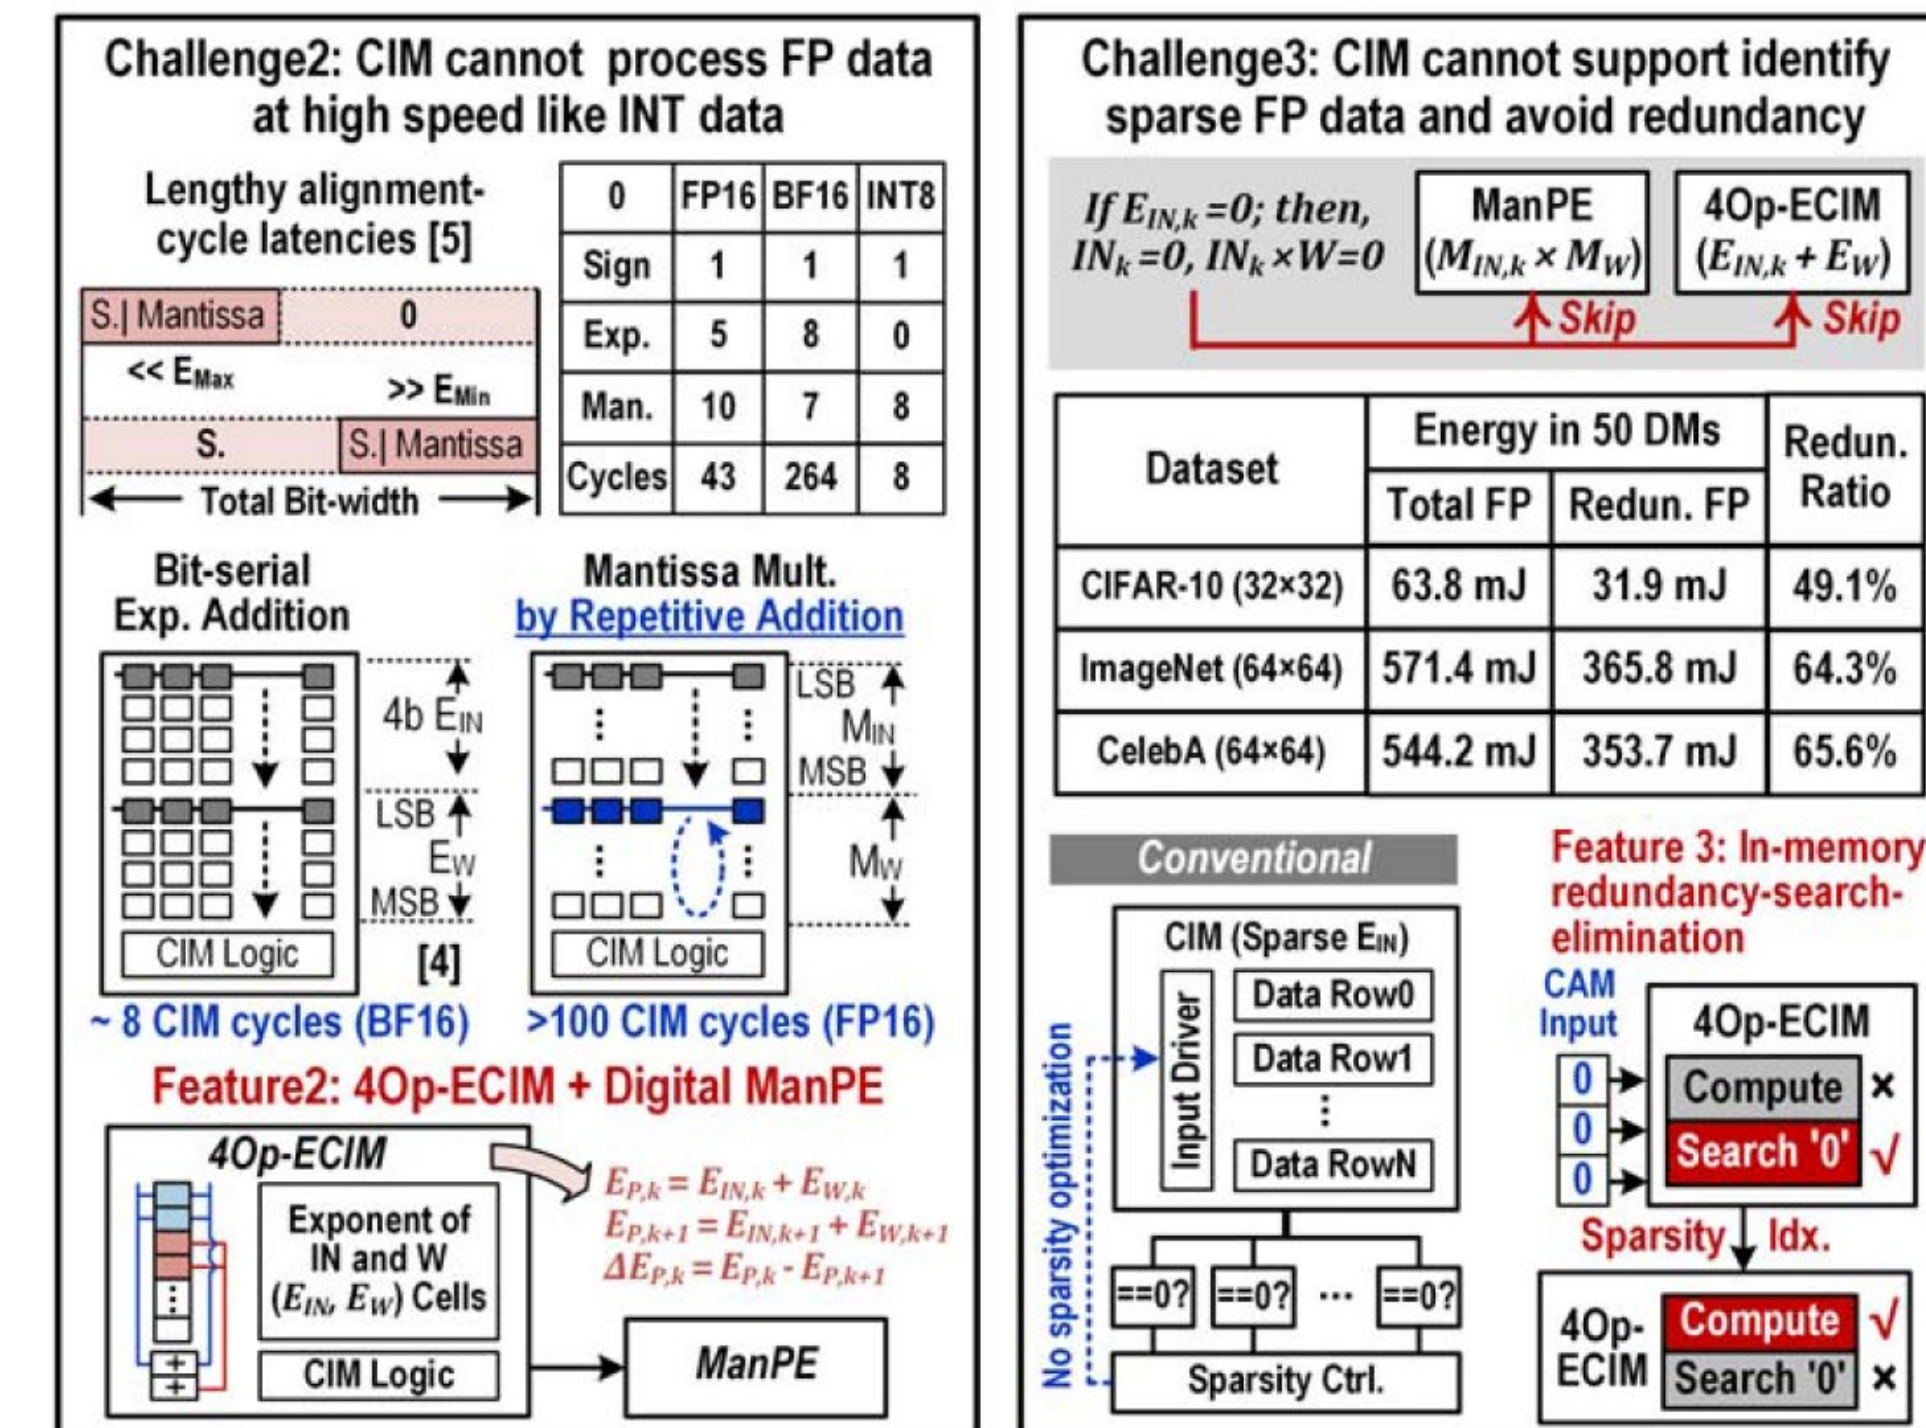 Challenge2: CIM cannot process FP data
at high speed like INT data
Lengthy alignment-
cycle latencies [5]
S.| Mantissa 0
<< EMax
>> EMin
S. S.| Mantissa
Total Bit-width
0 FP16 BF16 INT8
Sign 1 1 1
Exp. 5 8 0
Man. 10 7 8
Cycles 43 264 8
Bit-serial
Exp. Addition
4b EIN
LSB
EW
MSB
CIM Logic
[4]
~ 8 CIM cycles (BF16)
Mantissa Mult.
by Repetitive Addition
LSB
MIN
MSB
MW
CIM Logic
>100 CIM cycles (FP16)
Feature2: 4Op-ECIM + Digital ManPE
4Op-ECIM
Exponent of
IN and W
(EIN, EW) Cells
CIM Logic
+
+
EP,k = EIN,k + EW,k
EP,k+1 = EIN,k+1 + EW,k+1
ΔEP,k = EP,k - EP,k+1
ManPE
Challenge3: CIM cannot support identify
sparse FP data and avoid redundancy
If EIN,k =0; then,
INk =0, INk ×W=0
ManPE
(MIN,k × MW)
4Op-ECIM
(EIN,k + EW)
Skip Skip
Dataset Energy in 50 DMs Redun.
Ratio
Total FP Redun. FP
CIFAR-10 (32×32) 63.8 mJ 31.9 mJ 49.1%
ImageNet (64×64) 571.4 mJ 365.8 mJ 64.3%
CelebA (64×64) 544.2 mJ 353.7 mJ 65.6%
Conventional
CIM (Sparse EIN)
Input Driver
Data Row0
Data Row1
Data RowN
No sparsity optimization
==0? ==0? ··· ==0?
Sparsity Ctrl.
Feature 3: In-memory
redundancy-search-
elimination
CAM
Input
0
0
0
4Op-ECIM
Compute ×
Search '0' √
Sparsity Idx.
4Op-
ECIM
Compute √
Search '0' ×